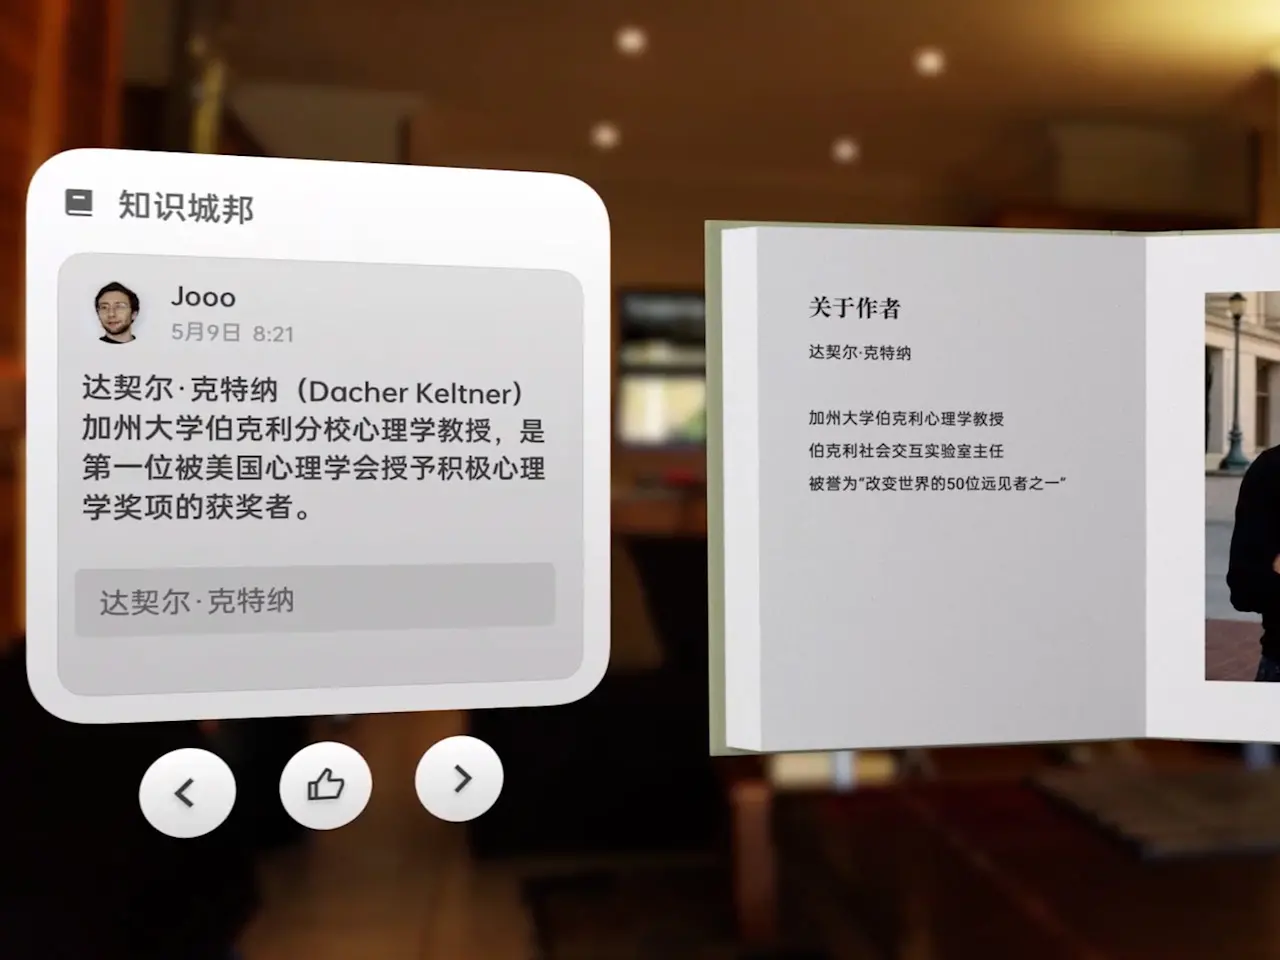 知识城邦
Jooo
5月9日 8:21
达契尔·克特纳（Dacher Keltner）
加州大学伯克利分校心理学教授，是
第一位被美国心理学会授予积极心理
学奖项的获奖者。
达契尔·克特纳
关于作者
达契尔·克特纳
加州大学伯克利心理学教授
伯克利社会交互实验室主任
被誉为“改变世界的50位远见者之一”